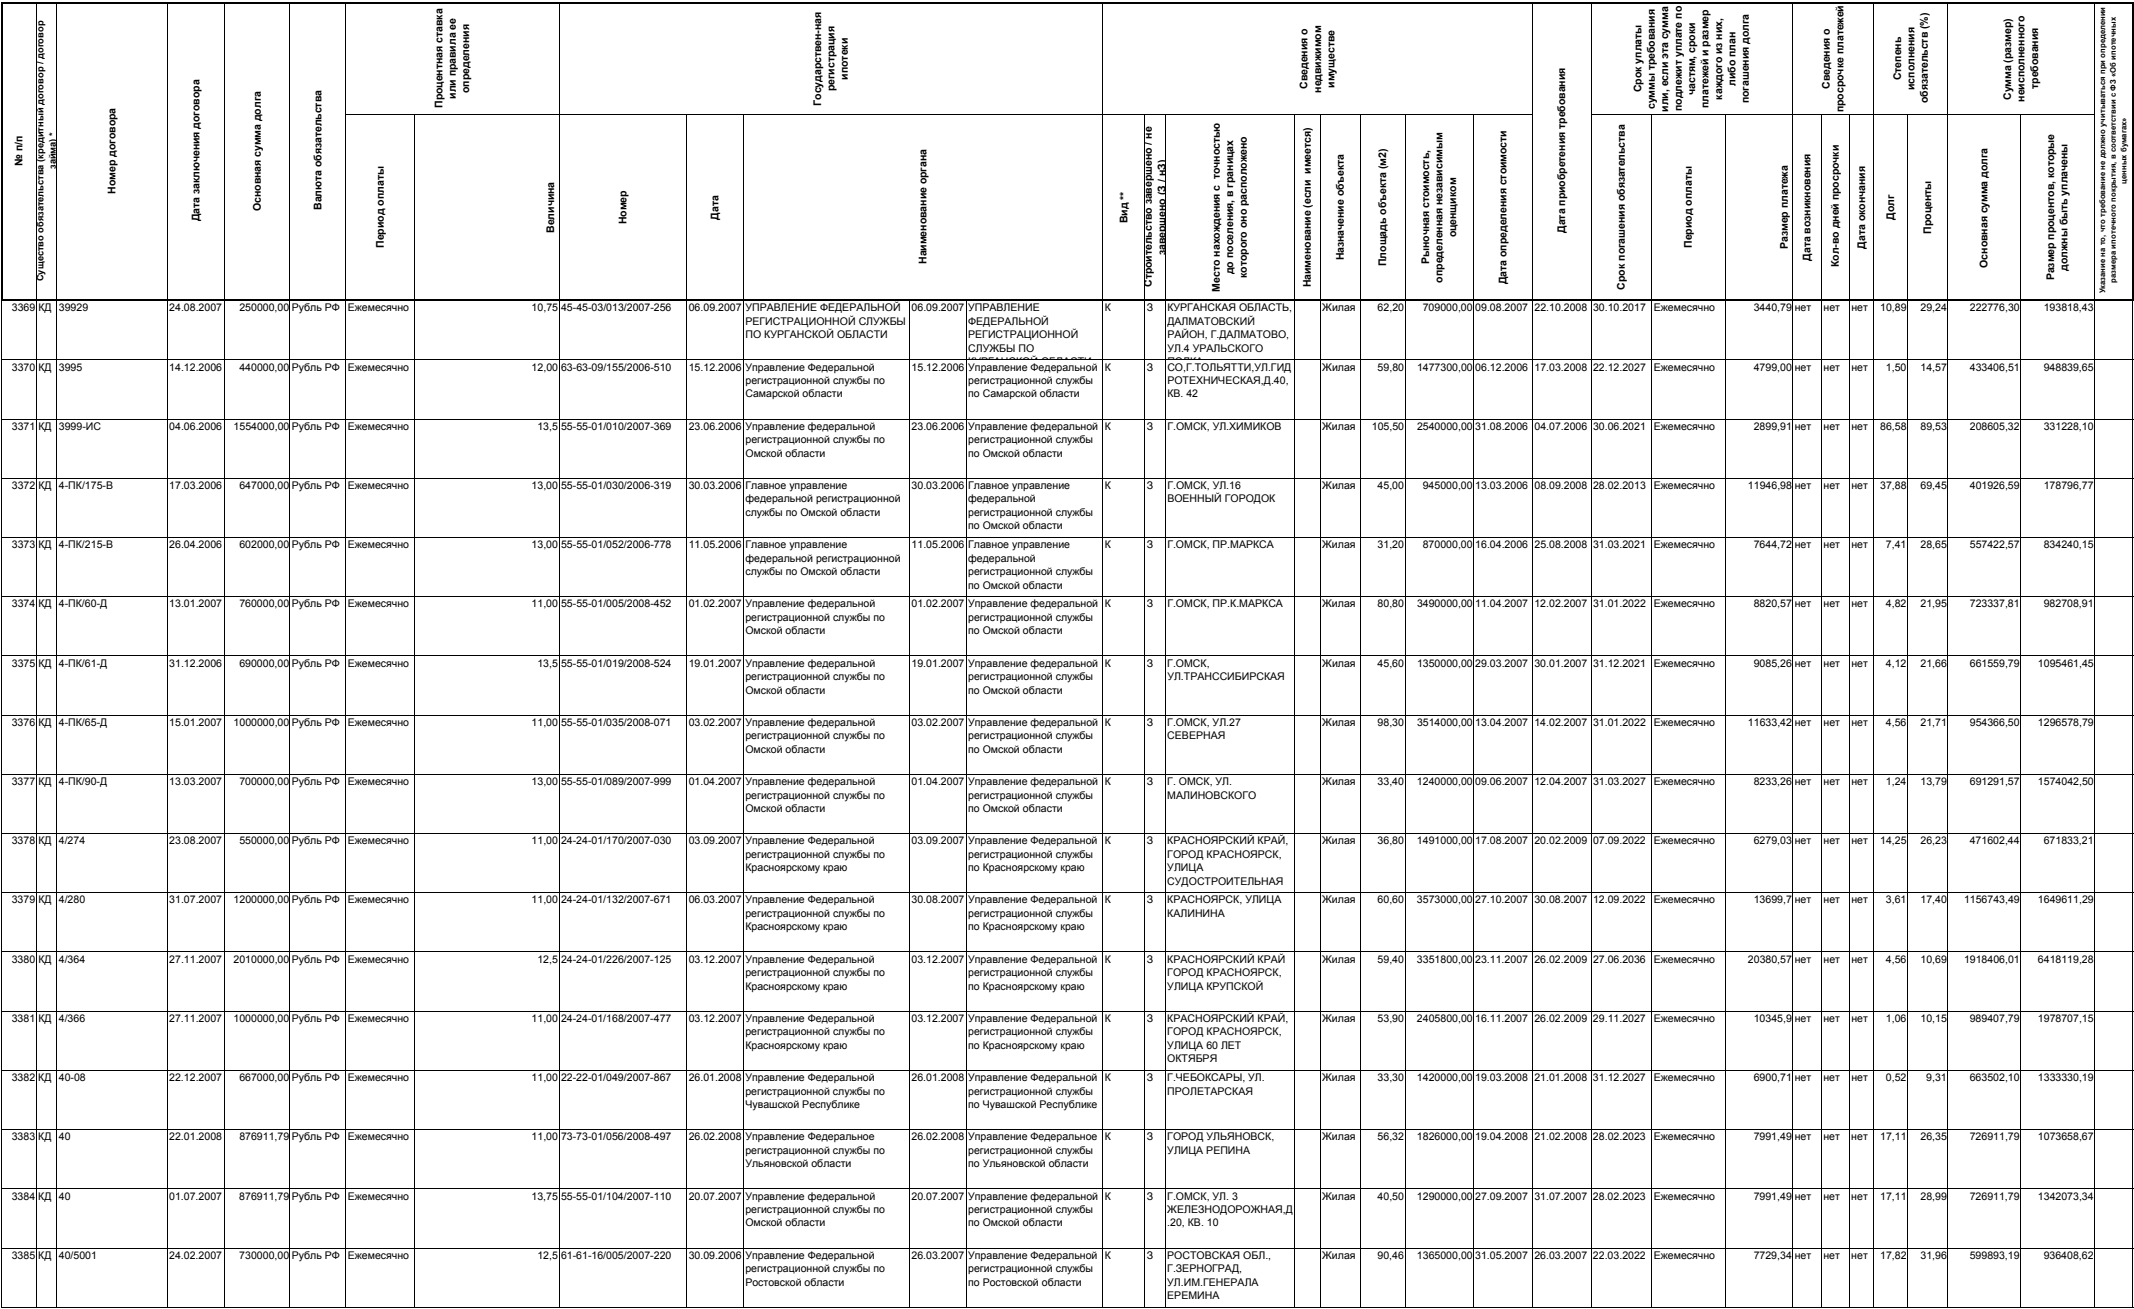 № п/п
Существо обязательства (кредитный договор / договор
займа) *
Номер договора
Дата заключения договора
Основная сумма долга
Валюта обязательства
Процентная ставка
или правила ее
определения
Период оплаты
Величина
Государствен-ная
регистрация
ипотеки
Номер
Дата
Наименование органа
Сведения о
недвижимом
имуществе
Вид **
Строительство завершено / не
завершено (З / нЗ)
Место нахождения с точностью
до поселения, в границах
которого оно расположено
Наименование (если имеется)
Назначение объекта
Площадь объекта (м2)
Рыночная стоимость,
определенная независимым
оценщиком
Дата определения стоимости
Дата приобретения требования
Срок уплаты
суммы требования
или, если эта сумма
подлежит уплате по
частям, сроки
платежей и размер
каждого из них,
либо план
погашения долга
Срок погашения обязательства
Период оплаты
Размер платежа
Сведения о
просрочке платежей
Дата возникновения
Кол-во дней просрочки
Дата окончания
Степень
исполнения
обязательств (%)
Долг
Проценты
Сумма (размер)
неисполненного
требования
Основная сумма долга
Размер процентов, которые
должны быть уплачены
Указание на то, что требование не должно учитываться при определении
размера ипотечного покрытия, в соответствии с ФЗ «Об ипотечных
ценных бумагах»
3369 КД 39929 24.08.2007 250000,00 Рубль РФ Ежемесячно 10,75 45-45-03/013/2007-256 06.09.2007 УПРАВЛЕНИЕ ФЕДЕРАЛЬНОЙ 06.09.2007 УПРАВЛЕНИЕ К З КУРГАНСКАЯ ОБЛАСТЬ, Жилая 62,20 709000,00 09.08.2007 22.10.2008 30.10.2017 Ежемесячно 3440,79 нет нет нет 10,89 29,24 222776,30 193818,43
РЕГИСТРАЦИОННОЙ СЛУЖБЫ ФЕДЕРАЛЬНОЙ ДАЛМАТОВСКИЙ
ПО КУРГАНСКОЙ ОБЛАСТИ РЕГИСТРАЦИОННОЙ РАЙОН, Г.ДАЛМАТОВО,
СЛУЖБЫ ПО УЛ.4 УРАЛЬСКОГО
КУРГАНСКОЙ ОБЛАСТИ ПОЛКА
3370 КД 3995 14.12.2006 440000,00 Рубль РФ Ежемесячно 12,00 63-63-09/155/2006-510 15.12.2006 Управление Федеральной 15.12.2006 Управление Федеральной К З СО,Г.ТОЛЬЯТТИ,УЛ.ГИД Жилая 59,80 1477300,00 06.12.2006 17.03.2008 22.12.2027 Ежемесячно 4799,00 нет нет нет 1,50 14,57 433406,51 948839,65
регистрационной службы по регистрационной службы РОТЕХНИЧЕСКАЯ,Д.40,
Самарской области по Самарской области КВ. 42
3371 КД 3999-ИС 04.06.2006 1554000,00 Рубль РФ Ежемесячно 13,5 55-55-01/010/2007-369 23.06.2006 Управление федеральной 23.06.2006 Управление федеральной К З Г.ОМСК, УЛ.ХИМИКОВ Жилая 105,50 2540000,00 31.08.2006 04.07.2006 30.06.2021 Ежемесячно 2899,91 нет нет нет 86,58 89,53 208605,32 331228,10
регистрационной службы по регистрационной службы
Омской области по Омской области
3372 КД 4-ПК/175-В 17.03.2006 647000,00 Рубль РФ Ежемесячно 13,00 55-55-01/030/2006-319 30.03.2006 Главное управление 30.03.2006 Главное управление К З Г.ОМСК, УЛ.16 Жилая 45,00 945000,00 13.03.2006 08.09.2008 28.02.2013 Ежемесячно 11946,98 нет нет нет 37,88 69,45 401926,59 178796,77
федеральной регистрационной федеральной ВОЕННЫЙ ГОРОДОК
службы по Омской области регистрационной службы
по Омской области
3373 КД 4-ПК/215-В 26.04.2006 602000,00 Рубль РФ Ежемесячно 13,00 55-55-01/052/2006-778 11.05.2006 Главное управление 11.05.2006 Главное управление К З Г.ОМСК, ПР.МАРКСА Жилая 31,20 870000,00 16.04.2006 25.08.2008 31.03.2021 Ежемесячно 7644,72 нет нет нет 7,41 28,65 557422,57 834240,15
федеральной регистрационной федеральной
службы по Омской области регистрационной службы
по Омской области
3374 КД 4-ПК/60-Д 13.01.2007 760000,00 Рубль РФ Ежемесячно 11,00 55-55-01/005/2008-452 01.02.2007 Управление федеральной 01.02.2007 Управление федеральной К З Г.ОМСК, ПР.К.МАРКСА Жилая 80,80 3490000,00 11.04.2007 12.02.2007 31.01.2022 Ежемесячно 8820,57 нет нет нет 4,82 21,95 723337,81 982708,91
регистрационной службы по регистрационной службы
Омской области по Омской области
3375 КД 4-ПК/61-Д 31.12.2006 690000,00 Рубль РФ Ежемесячно 13,5 55-55-01/019/2008-524 19.01.2007 Управление федеральной 19.01.2007 Управление федеральной К З Г.ОМСК, Жилая 45,60 1350000,00 29.03.2007 30.01.2007 31.12.2021 Ежемесячно 9085,26 нет нет нет 4,12 21,66 661559,79 1095461,45
регистрационной службы по регистрационной службы УЛ.ТРАНССИБИРСКАЯ
Омской области по Омской области
3376 КД 4-ПК/65-Д 15.01.2007 1000000,00 Рубль РФ Ежемесячно 11,00 55-55-01/035/2008-071 03.02.2007 Управление федеральной 03.02.2007 Управление федеральной К З Г.ОМСК, УЛ.27 Жилая 98,30 3514000,00 13.04.2007 14.02.2007 31.01.2022 Ежемесячно 11633,42 нет нет нет 4,56 21,71 954366,50 1296578,79
регистрационной службы по регистрационной службы СЕВЕРНАЯ
Омской области по Омской области
3377 КД 4-ПК/90-Д 13.03.2007 700000,00 Рубль РФ Ежемесячно 13,00 55-55-01/089/2007-999 01.04.2007 Управление федеральной 01.04.2007 Управление федеральной К З Г. ОМСК, УЛ. Жилая 33,40 1240000,00 09.06.2007 12.04.2007 31.03.2027 Ежемесячно 8233,26 нет нет нет 1,24 13,79 691291,57 1574042,50
регистрационной службы по регистрационной службы МАЛИНОВСКОГО
Омской области по Омской области
3378 КД 4/274 23.08.2007 550000,00 Рубль РФ Ежемесячно 11,00 24-24-01/170/2007-030 03.09.2007 Управление Федеральной 03.09.2007 Управление Федеральной К З КРАСНОЯРСКИЙ КРАЙ, Жилая 36,80 1491000,00 17.08.2007 20.02.2009 07.09.2022 Ежемесячно 6279,03 нет нет нет 14,25 26,23 471602,44 671833,21
регистрационной службы по регистрационной службы ГОРОД КРАСНОЯРСК,
Красноярскому краю по Красноярскому краю УЛИЦА
СУДОСТРОИТЕЛЬНАЯ
3379 КД 4/280 31.07.2007 1200000,00 Рубль РФ Ежемесячно 11,00 24-24-01/132/2007-671 06.03.2007 Управление Федеральной 30.08.2007 Управление Федеральной К З КРАСНОЯРСК, УЛИЦА Жилая 60,60 3573000,00 27.10.2007 30.08.2007 12.09.2022 Ежемесячно 13699,7 нет нет нет 3,61 17,40 1156743,49 1649611,29
регистрационной службы по регистрационной службы КАЛИНИНА
Красноярскому краю по Красноярскому краю
3380 КД 4/364 27.11.2007 2010000,00 Рубль РФ Ежемесячно 12,5 24-24-01/226/2007-125 03.12.2007 Управление Федеральной 03.12.2007 Управление Федеральной К З КРАСНОЯРСКИЙ КРАЙ Жилая 59,40 3351800,00 23.11.2007 26.02.2009 27.06.2036 Ежемесячно 20380,57 нет нет нет 4,56 10,69 1918406,01 6418119,28
регистрационной службы по регистрационной службы ГОРОД КРАСНОЯРСК,
Красноярскому краю по Красноярскому краю УЛИЦА КРУПСКОЙ
3381 КД 4/366 27.11.2007 1000000,00 Рубль РФ Ежемесячно 11,00 24-24-01/168/2007-477 03.12.2007 Управление Федеральной 03.12.2007 Управление Федеральной К З КРАСНОЯРСКИЙ КРАЙ, Жилая 53,90 2405800,00 16.11.2007 26.02.2009 29.11.2027 Ежемесячно 10345,9 нет нет нет 1,06 10,15 989407,79 1978707,15
регистрационной службы по регистрационной службы ГОРОД КРАСНОЯРСК,
Красноярскому краю по Красноярскому краю УЛИЦА 60 ЛЕТ
ОКТЯБРЯ
3382 КД 40-08 22.12.2007 667000,00 Рубль РФ Ежемесячно 11,00 22-22-01/049/2007-867 26.01.2008 Управление Федеральной 26.01.2008 Управление Федеральной К З Г.ЧЕБОКСАРЫ, УЛ. Жилая 33,30 1420000,00 19.03.2008 21.01.2008 31.12.2027 Ежемесячно 6900,71 нет нет нет 0,52 9,31 663502,10 1333330,19
регистрационной службы по регистрационной службы ПРОЛЕТАРСКАЯ
Чувашской Республике по Чувашской Республике
3383 КД 40 22.01.2008 876911,79 Рубль РФ Ежемесячно 11,00 73-73-01/056/2008-497 26.02.2008 Управление Федеральное 26.02.2008 Управление Федеральное К З ГОРОД УЛЬЯНОВСК, Жилая 56,32 1826000,00 19.04.2008 21.02.2008 28.02.2023 Ежемесячно 7991,49 нет нет нет 17,11 26,35 726911,79 1073658,67
регистрационной службы по регистрационной службы УЛИЦА РЕПИНА
Ульяновской области по Ульяновской области
3384 КД 40 01.07.2007 876911,79 Рубль РФ Ежемесячно 13,75 55-55-01/104/2007-110 20.07.2007 Управление федеральной 20.07.2007 Управление федеральной К З Г.ОМСК, УЛ. 3 Жилая 40,50 1290000,00 27.09.2007 31.07.2007 28.02.2023 Ежемесячно 7991,49 нет нет нет 17,11 28,99 726911,79 1342073,34
регистрационной службы по регистрационной службы ЖЕЛЕЗНОДОРОЖНАЯ,Д
Омской области по Омской области .20, КВ. 10
3385 КД 40/5001 24.02.2007 730000,00 Рубль РФ Ежемесячно 12,5 61-61-16/005/2007-220 30.09.2006 Управление Федеральной 26.03.2007 Управление Федеральной К З РОСТОВСКАЯ ОБЛ., Жилая 90,46 1365000,00 31.05.2007 26.03.2007 22.03.2022 Ежемесячно 7729,34 нет нет нет 17,82 31,96 599893,19 936408,62
регистрационной службы по регистрационной службы Г.ЗЕРНОГРАД,
Ростовской области по Ростовской области УЛ.ИМ.ГЕНЕРАЛА
ЕРЕМИНА